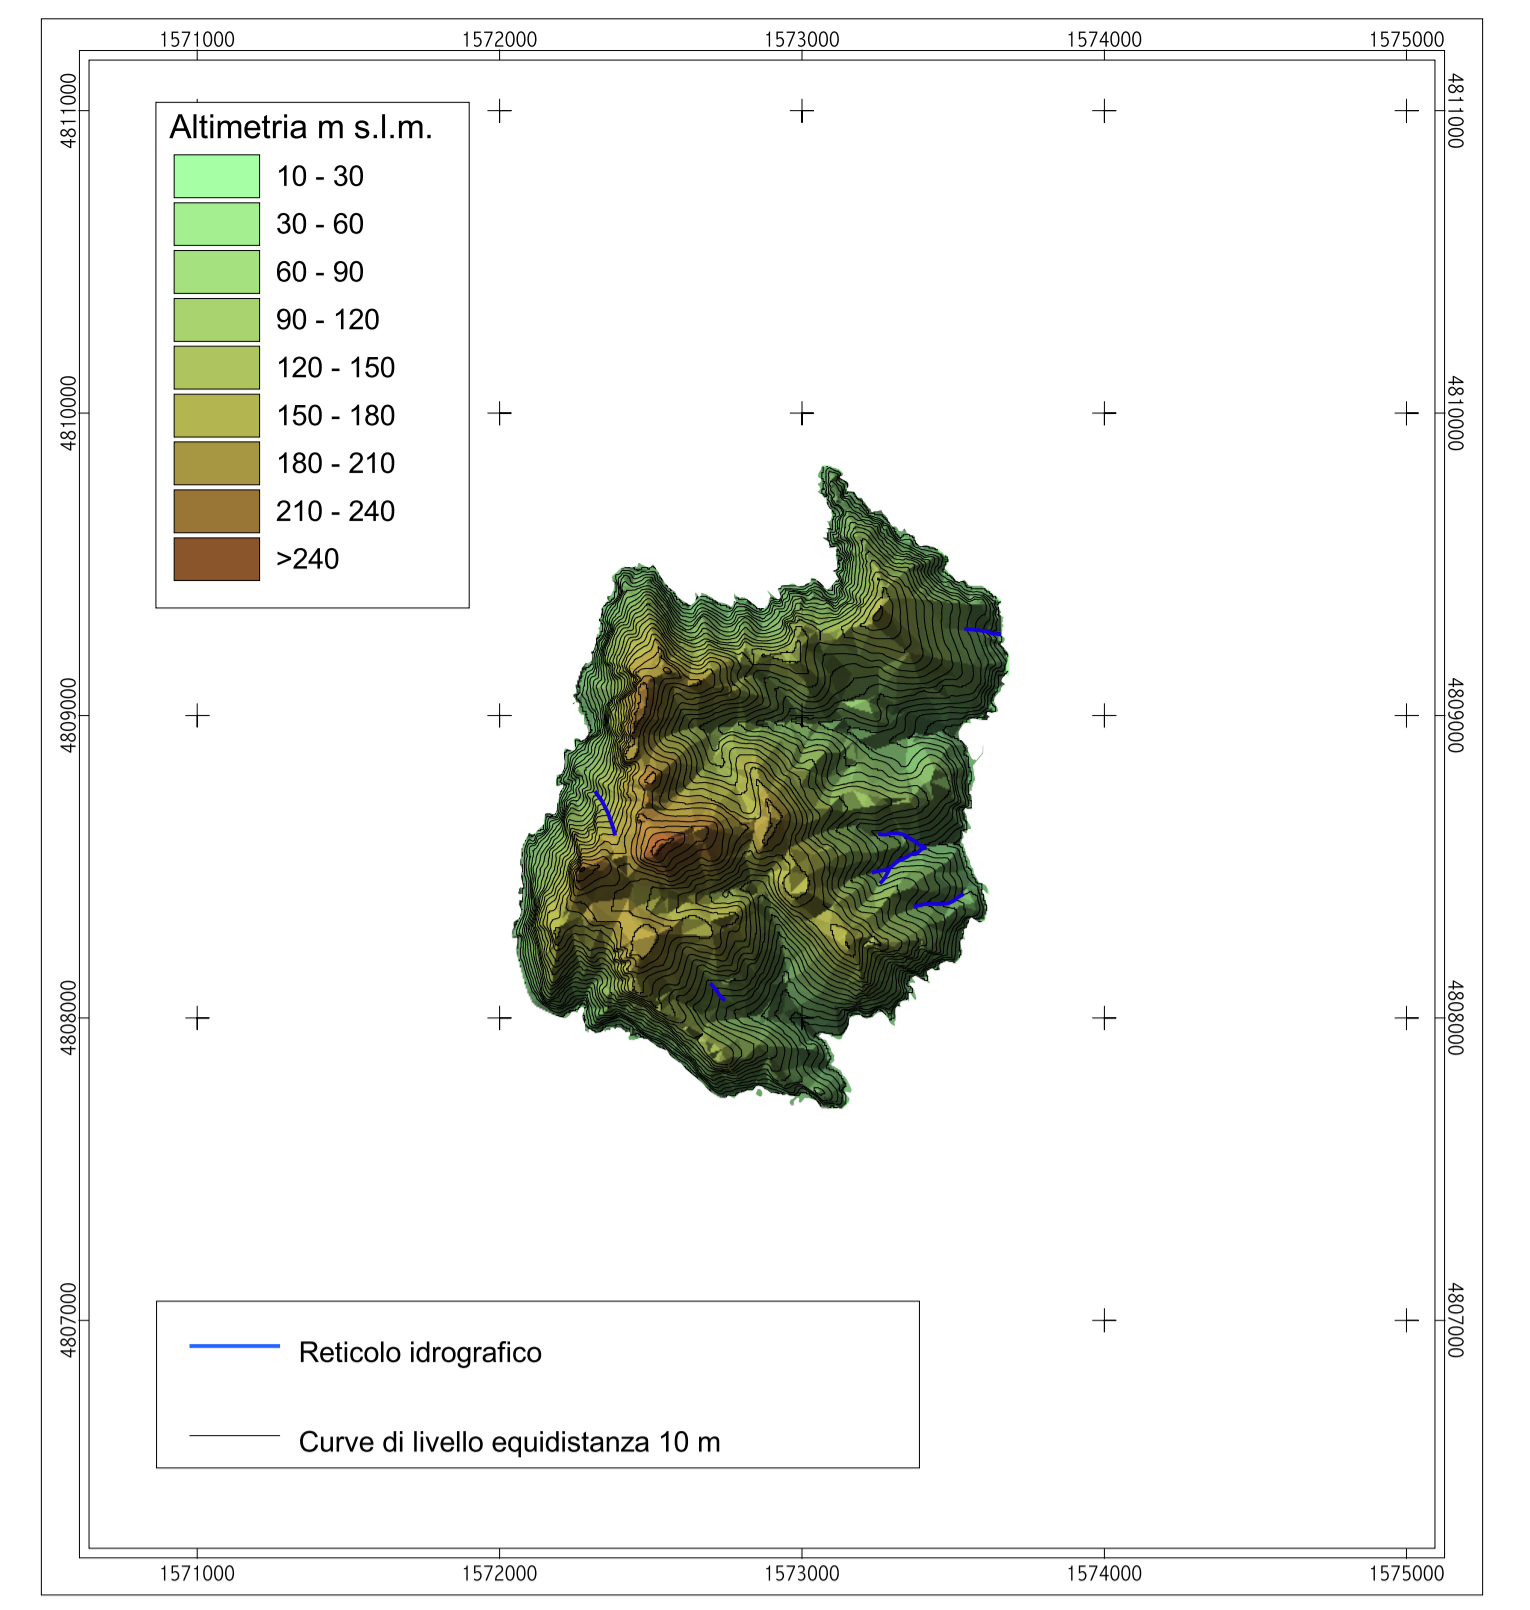 1571000 1572000 1573000 1574000 1575000
4811000 4811000
Altimetria m s.l.m.
10 - 30
30 - 60
60 - 90
90 - 120
120 - 150
150 - 180
180 - 210
210 - 240
>240
4810000 4810000
4809000 4809000
4808000 4808000
4807000 4807000
Reticolo idrografico
Curve di livello equidistanza 10 m
1571000 1572000 1573000 1574000 1575000